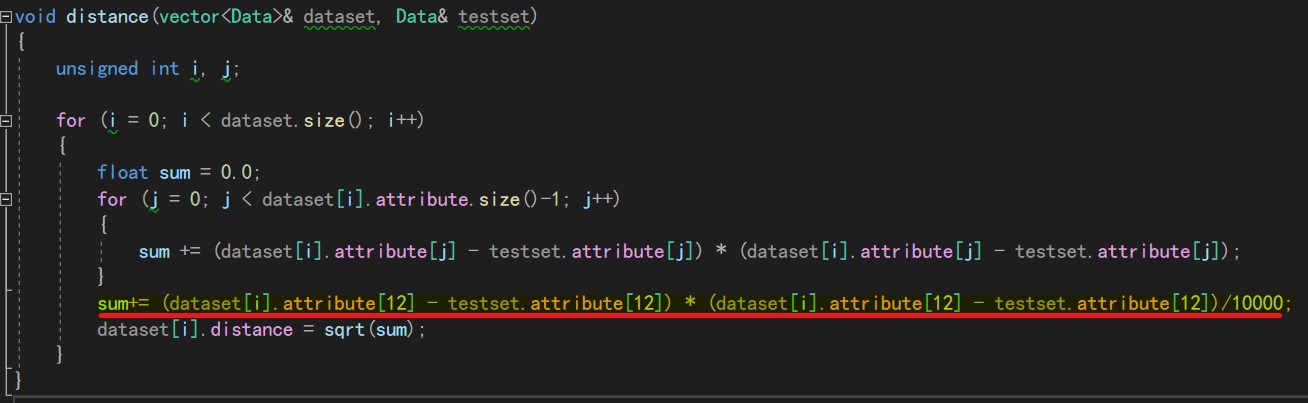 void distance(vector<Data>& dataset, Data& testset)
{
unsigned int i, j;
for (i = 0; i < dataset.size(); i++)
{
float sum = 0.0;
for (j = 0; j < dataset[i].attribute.size()-1; j++)
{
sum += (dataset[i].attribute[j] - testset.attribute[j]) * (dataset[i].attribute[j] - testset.attribute[j]);
}
sum+= (dataset[i].attribute[12] - testset.attribute[12]) * (dataset[i].attribute[12] - testset.attribute[12])/10000;
dataset[i].distance = sqrt(sum);
}
}